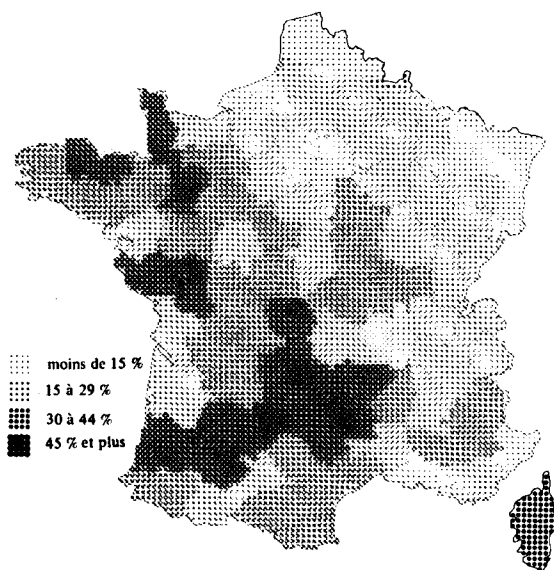 moins de 15 %
15 à 29 %
30 à 44 %
45 % et plus